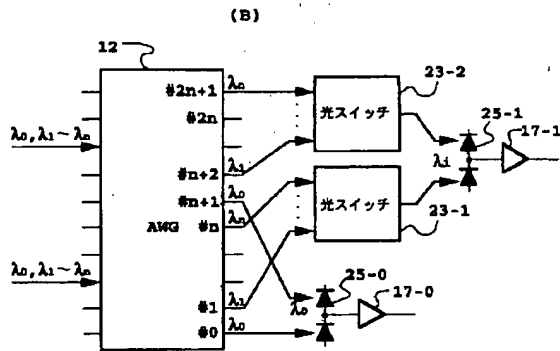 (B)
12
#2n+1 λn
#2n
λ0,λ1~λn
#n+2 λ1
#n+1 λ0
AWG #n λn
λ0,λ1~λn
#1 λ1
#0 λ0
光スイッチ
23-2
25-1
17-1
λi
光スイッチ
23-1
25-0
17-0
λ0